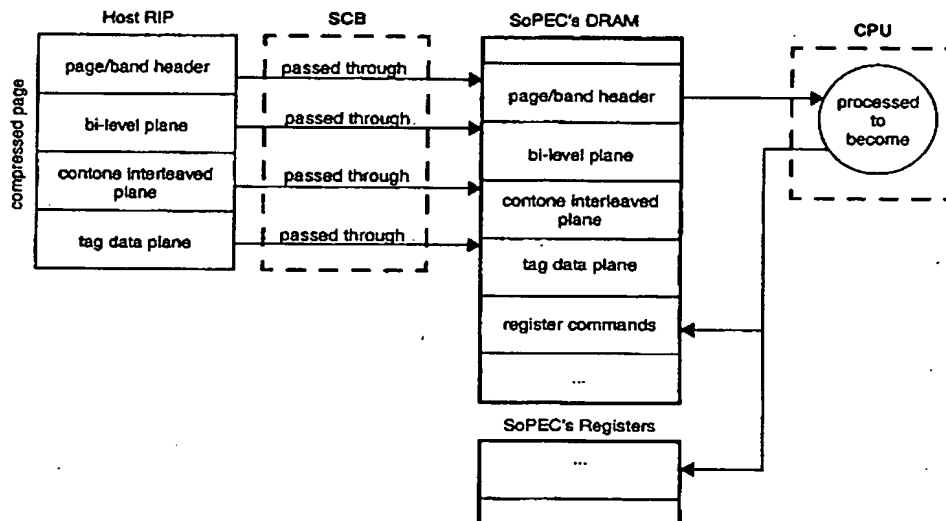 Host RIP
SCB
SoPEC's DRAM
CPU
compressed page
page/band header
bi-level plane
contone interleaved
plane
tag data plane
passed through
passed through
passed through
passed through
page/band header
bi-level plane
contone interleaved
plane
tag data plane
register commands
...
processed
to
become
SoPEC's Registers
...